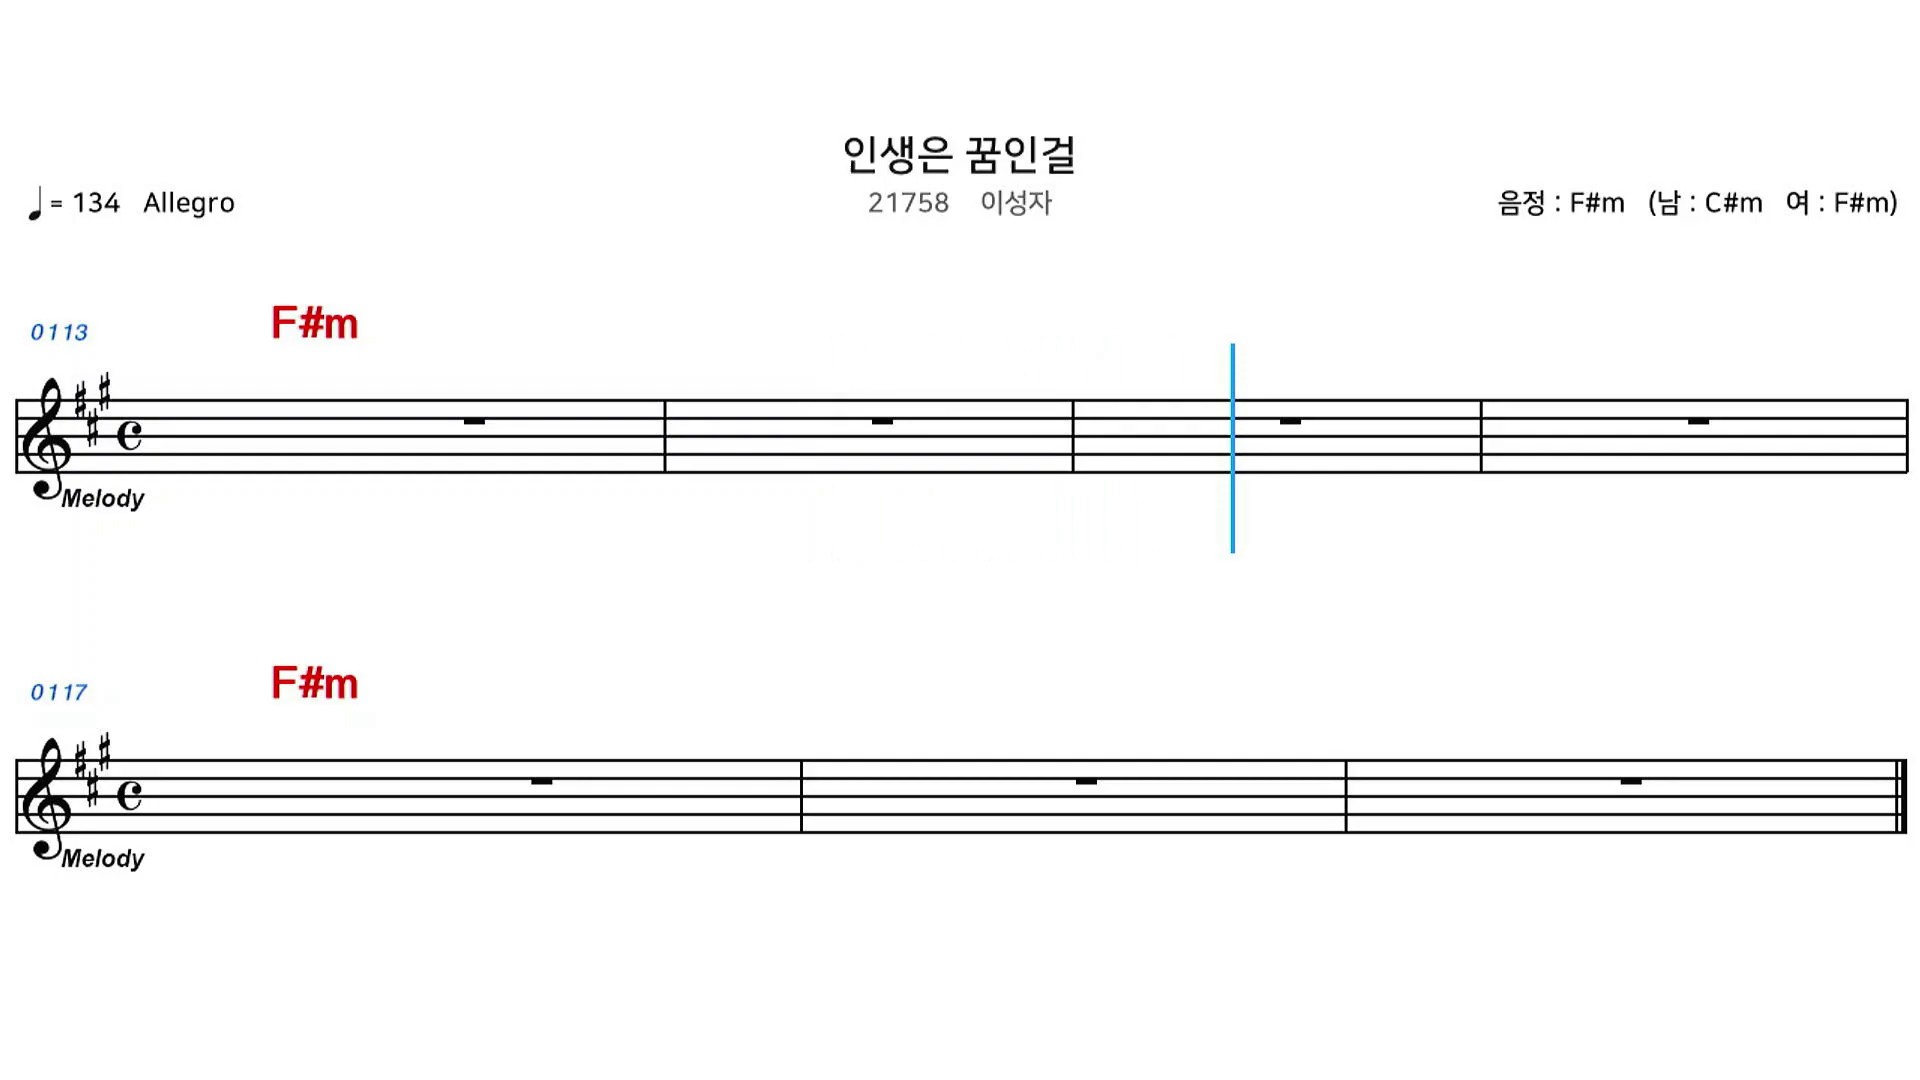 인생은 꿈인걸
♩= 134 Allegro
21758 이성자
음정 : F#m (남 : C#m 여 : F#m)
0113
F#m
Melody
0117
F#m
Melody